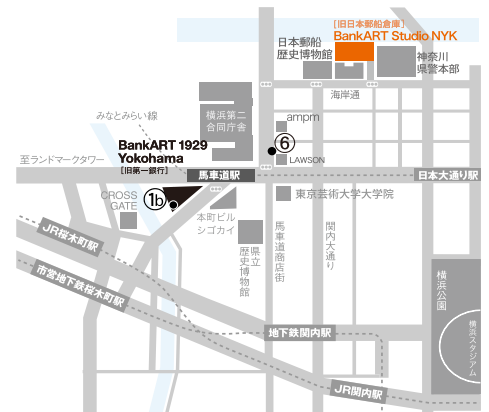 [旧日本郵船倉庫]
BankART Studio NYK
日本郵船
歴史博物館
神奈川
県警本部
海岸通
みなとみらい線
横浜第二
合同庁舎
ampm
6
LAWSON
BankART 1929
Yokohama
[旧第一銀行]
至ランドマークタワー
馬車道駅
日本大通り駅
CROSS
GATE
1b
本町ビル
シゴカイ
東京芸術大学大学院
県立
歴史博物館
馬車道商店街
関内大通り
JR桜木町駅
市営地下鉄桜木町駅
横浜公園
横浜スタジアム
地下鉄関内駅
JR関内駅